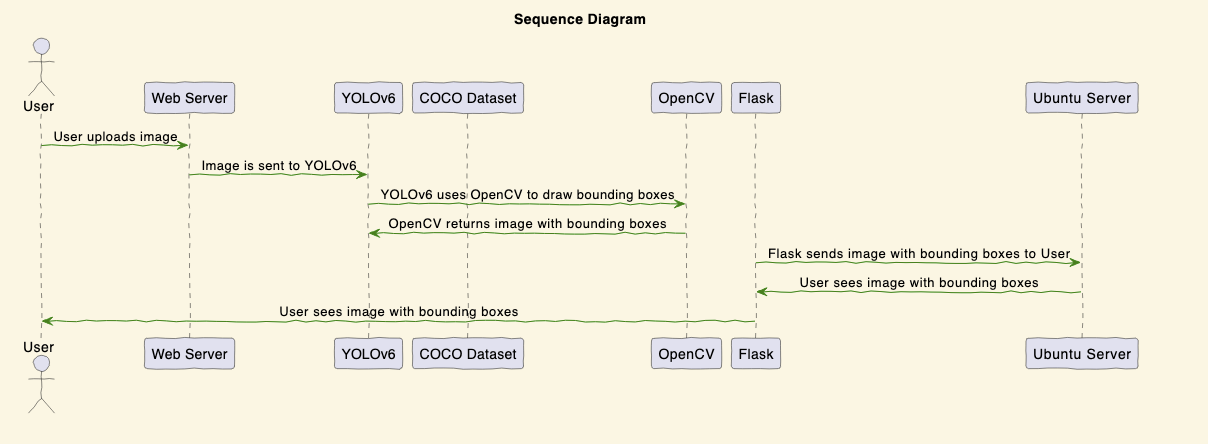 Sequence Diagram
User
Web Server
YOLOv6
COCO Dataset
OpenCV
Flask
Ubuntu Server
User uploads image
Image is sent to YOLOv6
YOLOv6 uses OpenCV to draw bounding boxes
OpenCV returns image with bounding boxes
Flask sends image with bounding boxes to User
User sees image with bounding boxes
User sees image with bounding boxes
User
Web Server
YOLOv6
COCO Dataset
OpenCV
Flask
Ubuntu Server